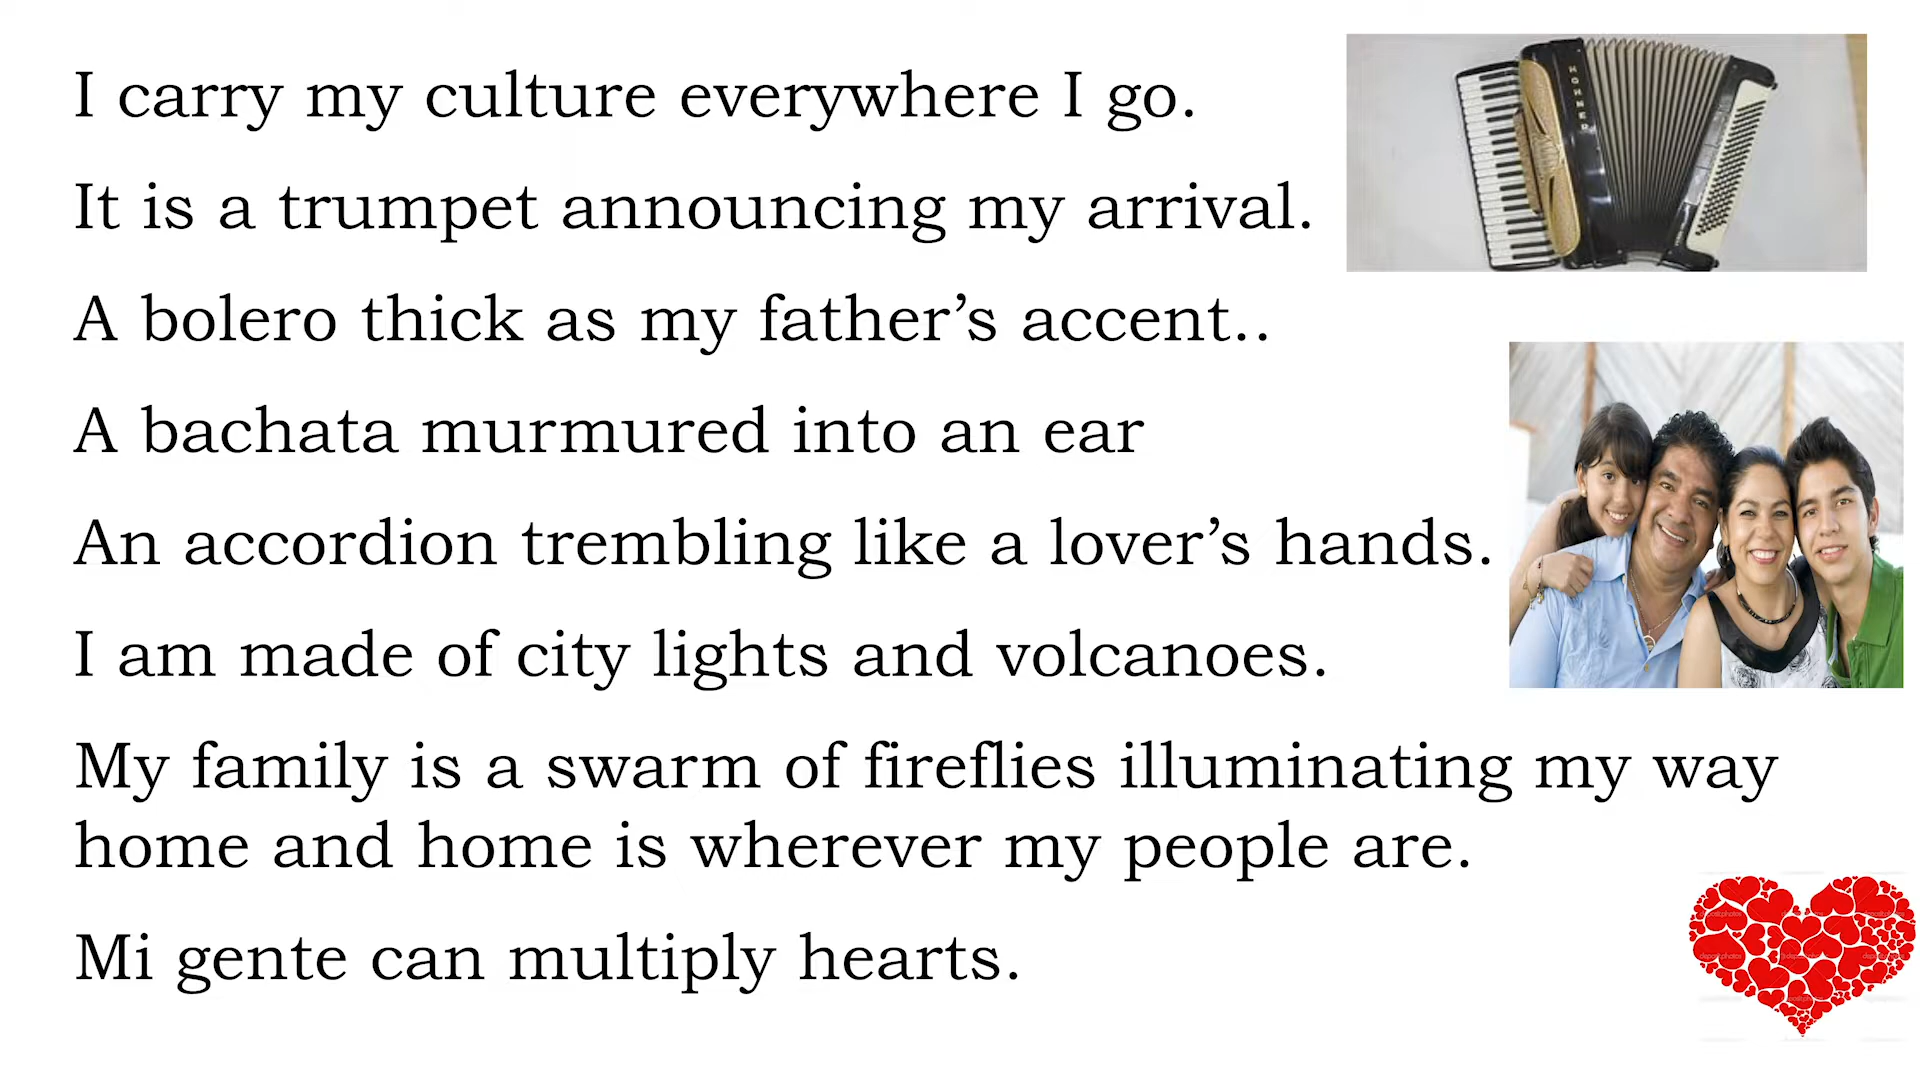 I carry my culture everywhere I go.
It is a trumpet announcing my arrival.
A bolero thick as my father’s accent..
A bachata murmured into an ear
An accordion trembling like a lover’s hands.
I am made of city lights and volcanoes.
My family is a swarm of fireflies illuminating my way
home and home is wherever my people are.
Mi gente can multiply hearts.
HOHNER